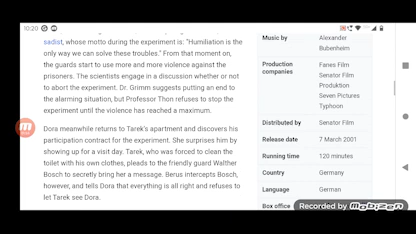 10:20
sadist, whose motto during the experiment is: "Humiliation is the
only way we can solve these troubles." From that moment on,
the guards start to use more and more violence against the
prisoners. The scientists engage in a discussion whether or not
to abort the experiment. Dr. Grimm suggests putting an end to
the alarming situation, but Professor Thon refuses to stop the
experiment until the violence has reached a maximum.
Dora meanwhile returns to Tarek's apartment and discovers his
participation contract for the experiment. She surprises him by
showing up for a visit day. Tarek, who was forced to clean the
toilet with his own clothes, pleads to the friendly guard Walther
Bosch to secretly bring her a message. Berus intercepts Bosch,
however, and tells Dora that everything is all right and refuses to
let Tarek see Dora.
Music by Alexander
Bubenheim
Production Fanes Film
companies Senator Film
Produktion
Seven Pictures
Typhoon
Distributed by Senator Film
Release date 7 March 2001
Running time 120 minutes
Country Germany
Language German
Box office
Recorded by mobizen